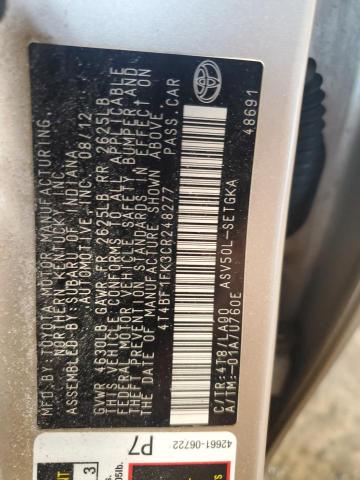 MFD. BY: TOYOTA MOTOR MANUFACTURING,
NORTHERN KENTUCKY, INC.
ASSEMBLED BY: SUBARU OF INDIANA
AUTOMOTIVE, INC. 08/12
GVWR 4630LB GAWR FR 2625LB RR 2625LB
THIS VEHICLE CONFORMS TO ALL APPLICABLE
FEDERAL MOTOR VEHICLE SAFETY, BUMPER, AND
THEFT PREVENTION STANDARDS IN EFFECT ON
THE DATE OF MANUFACTURE SHOWN ABOVE.
4T4BF1FK3CR248277 PASS. CAR
C/TR:4T8/LA00 ASV50L-SETGKA
A/TM:-01A/U760E 48691
42661-06722
P7
3
05lb.